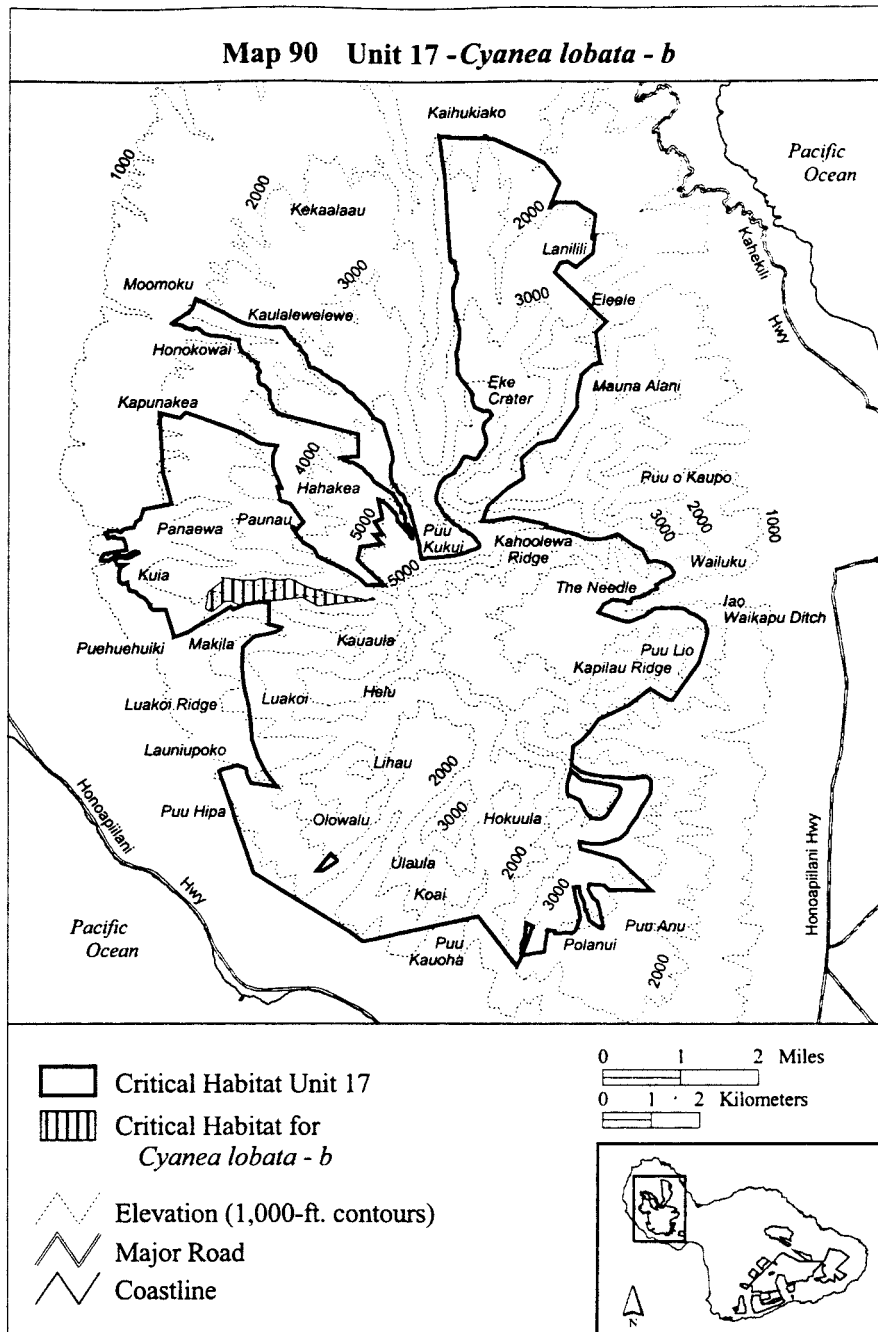 Map 90 Unit 17 - Cyanea lobata - b
Kaihukiako
Pacific
Ocean
1000
2000
Kekaalaau
2000
Lanilili
Kahekili
Hwy
3000
3000
Eleele
Moomoku
Kaulalewelewe
Honokowai
Kapunakea
Eke
Crater
Mauna Alani
4000
Hahakea
Puu o Kaupo
3000
2000
1000
Panaewa
Paunau
5000
Puu
Kukui
Kahoolewa
Ridge
Wailuku
Kuia
5000
The Needle
Iao
Waikapu Ditch
Puehuehuiki
Makila
Kauaula
Puu Lio
Kapilau Ridge
Luakoi Ridge
Luakoi
Helu
Launiupoko
Lihau
2000
Honoapiilani
Hwy
Puu Hipa
Olowalu
3000
Hokuula
Ulaula
2000
Koai
3000
Honoapiilani Hwy
Pacific
Ocean
Puu
Kauoha
Polanui
Puu Anu
2000
Critical Habitat Unit 17
Critical Habitat for
Cyanea lobata - b
Elevation (1,000-ft. contours)
Major Road
Coastline
0 1 2 Miles
0 1 2 Kilometers
N